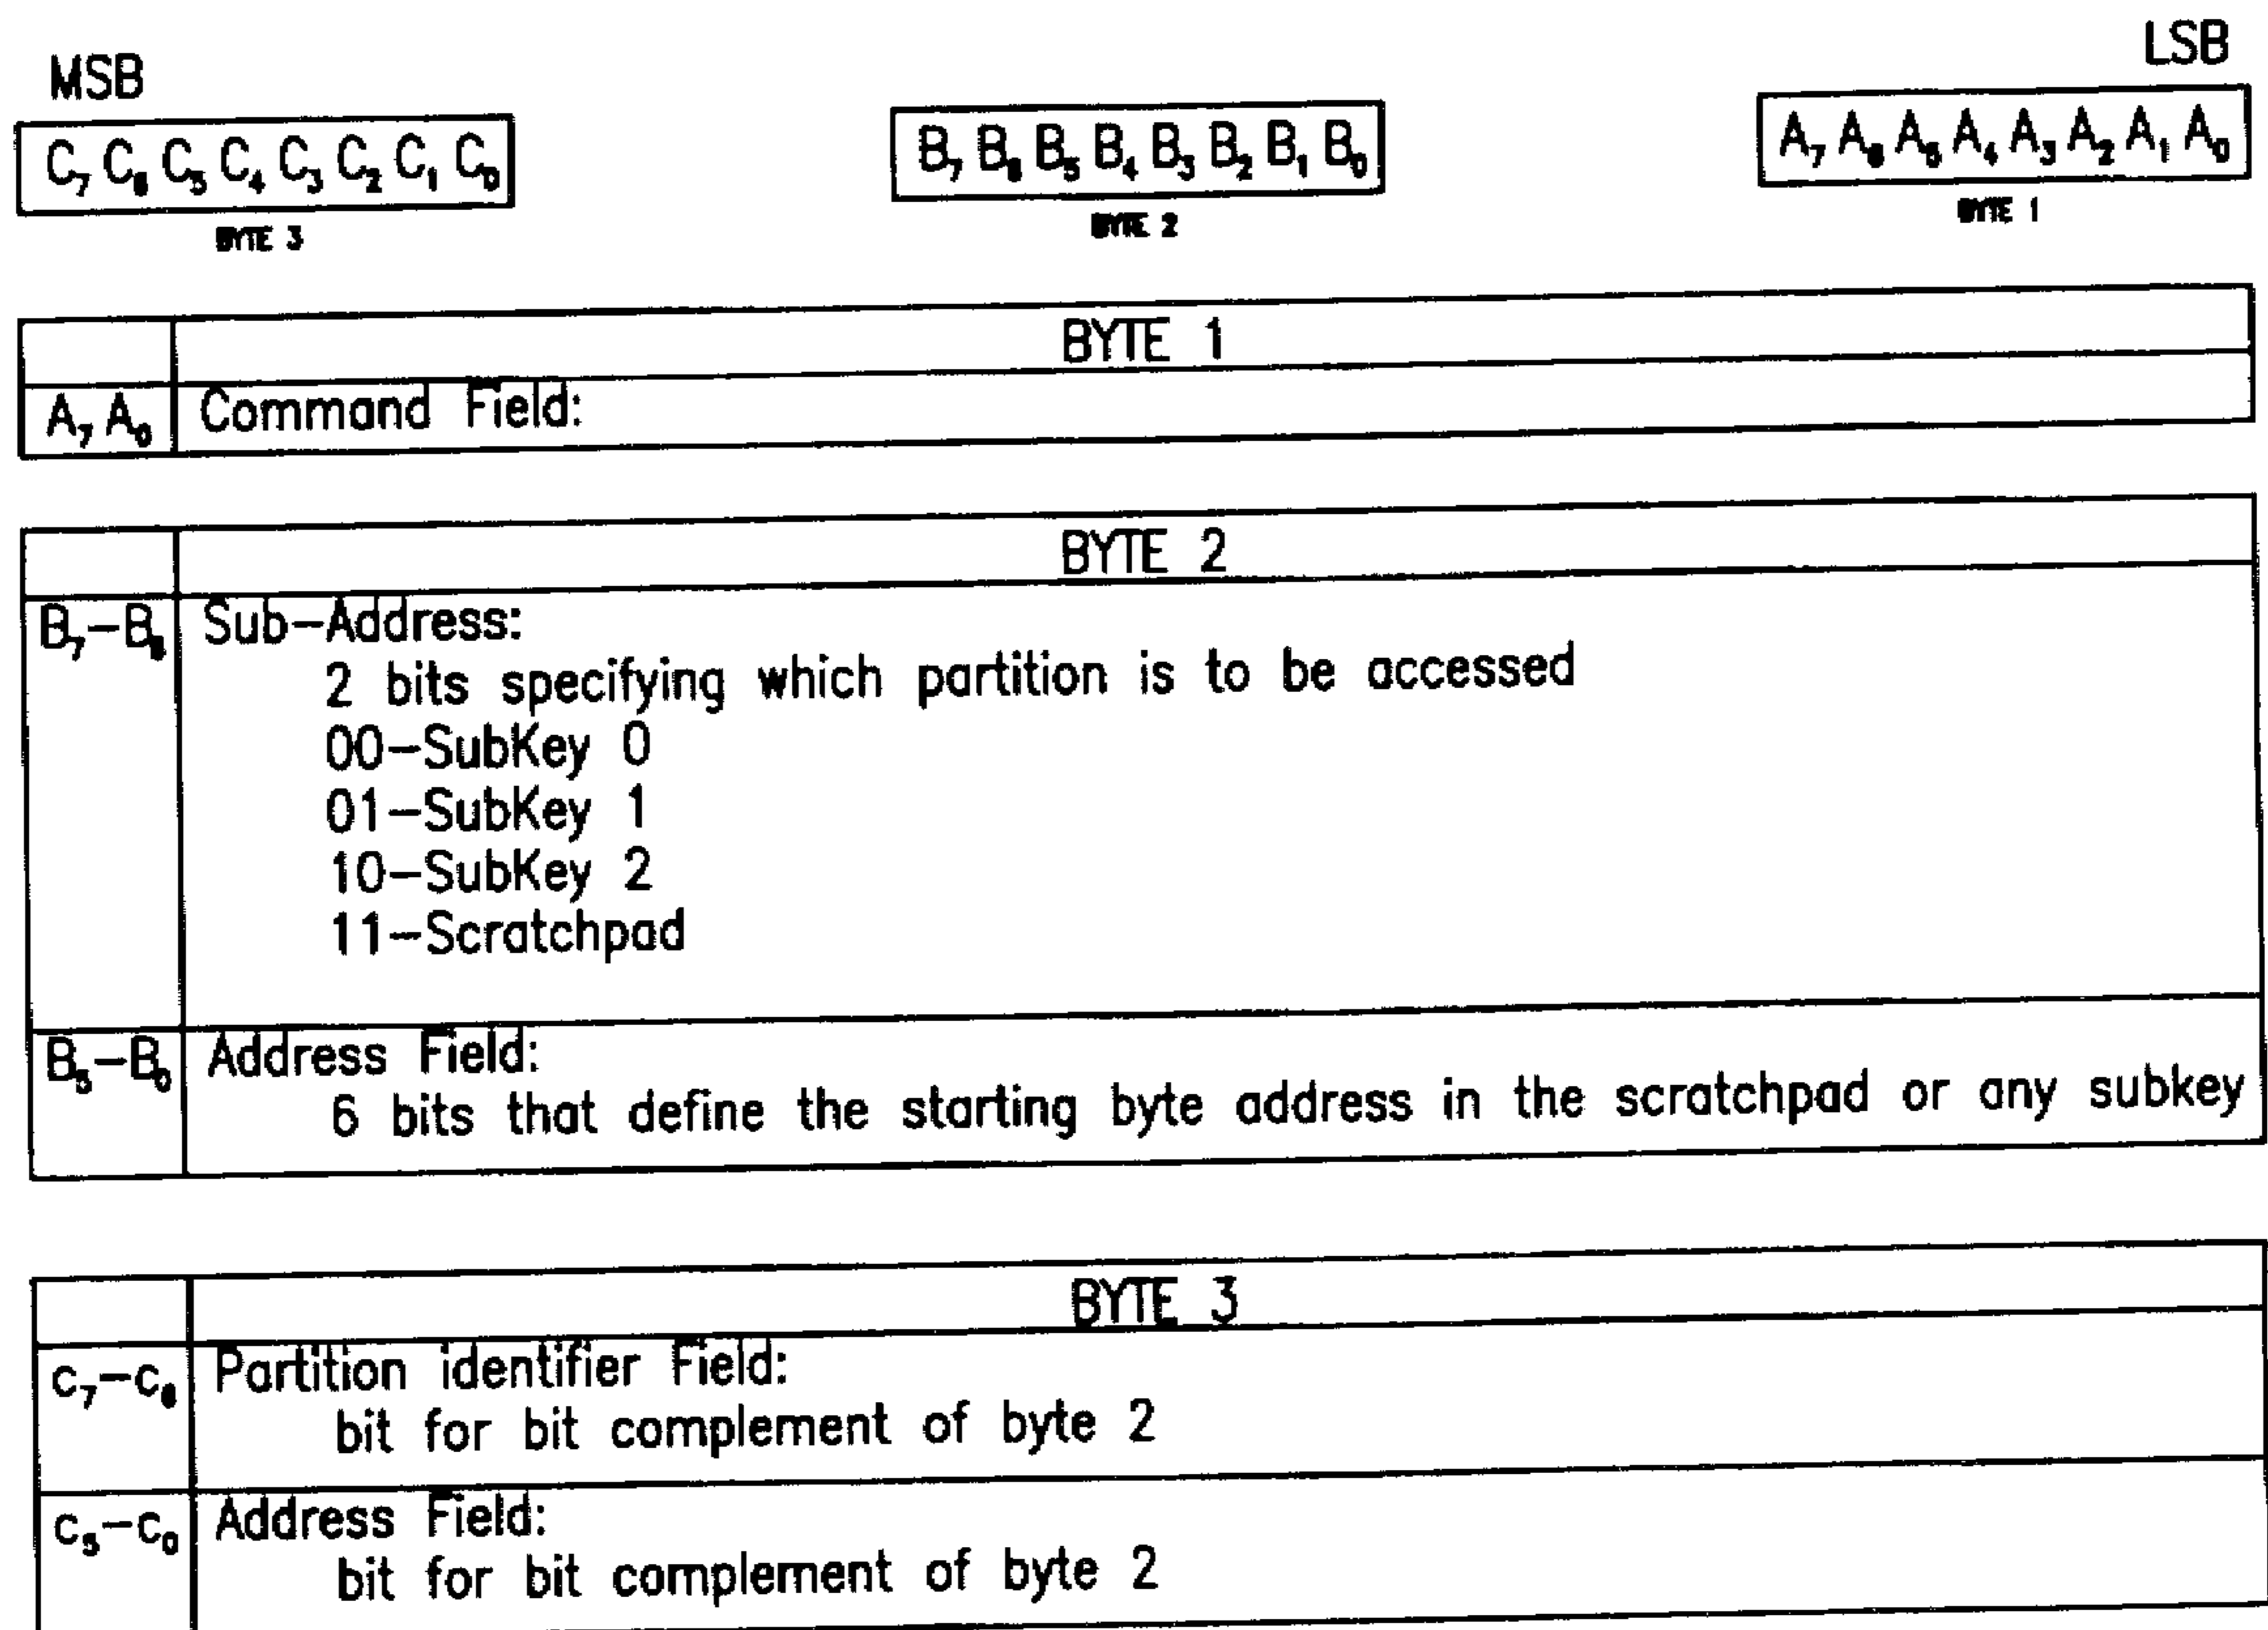 MSB
LSB
C₇ C₆ C₅ C₄ C₃ C₂ C₁ C₀
B₇ B₆ B₅ B₄ B₃ B₂ B₁ B₀
A₇ A₆ A₅ A₄ A₃ A₂ A₁ A₀
BYTE 3
BYTE 2
BYTE 1
BYTE 1
A₇ A₀ Command Field:
BYTE 2
B₇–B₆ Sub–Address:
2 bits specifying which partition is to be accessed
00–SubKey 0
01–SubKey 1
10–SubKey 2
11–Scratchpad
B₅–B₀ Address Field:
6 bits that define the starting byte address in the scratchpad or any subkey
BYTE 3
c₇–c₆ Partition identifier Field:
bit for bit complement of byte 2
c₅–c₀ Address Field:
bit for bit complement of byte 2